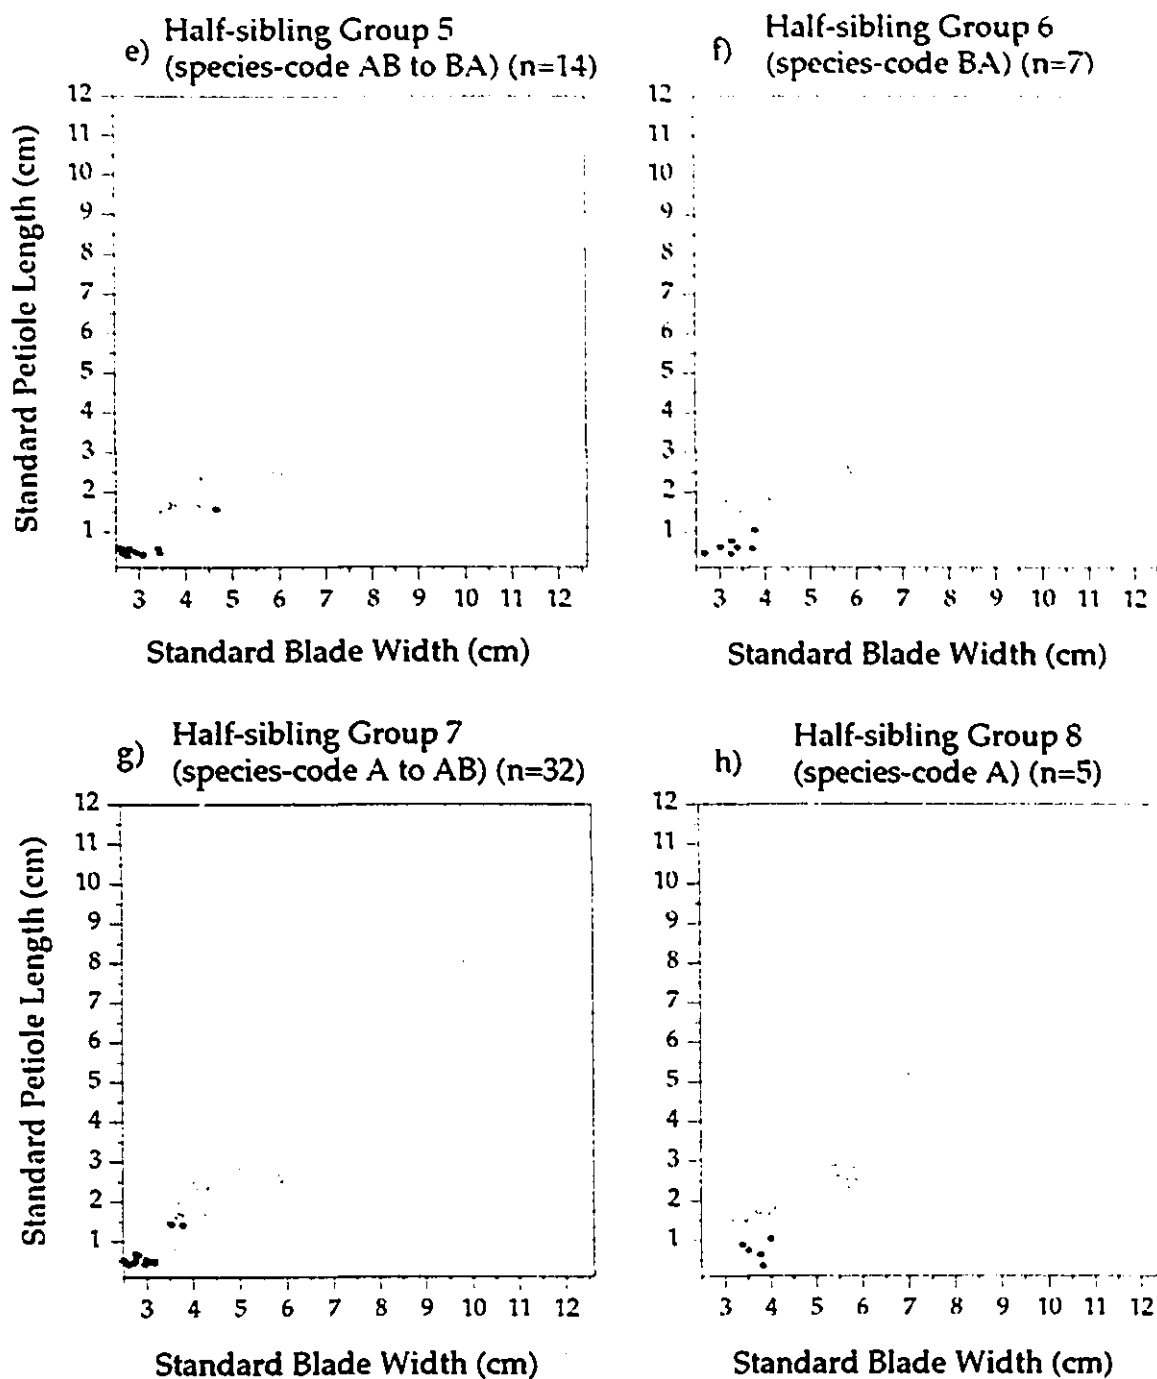 e) Half-sibling Group 5
(species-code AB to BA) (n=14)
Standard Petiole Length (cm)
12
11
10
9
8
7
6
5
4
3
2
1
3 4 5 6 7 8 9 10 11 12
Standard Blade Width (cm)
f) Half-sibling Group 6
(species-code BA) (n=7)
12
11
10
9
8
7
6
5
4
3
2
1
3 4 5 6 7 8 9 10 11 12
Standard Blade Width (cm)
g) Half-sibling Group 7
(species-code A to AB) (n=32)
Standard Petiole Length (cm)
12
11
10
9
8
7
6
5
4
3
2
1
3 4 5 6 7 8 9 10 11 12
Standard Blade Width (cm)
h) Half-sibling Group 8
(species-code A) (n=5)
12
11
10
9
8
7
6
5
4
3
2
1
3 4 5 6 7 8 9 10 11 12
Standard Blade Width (cm)